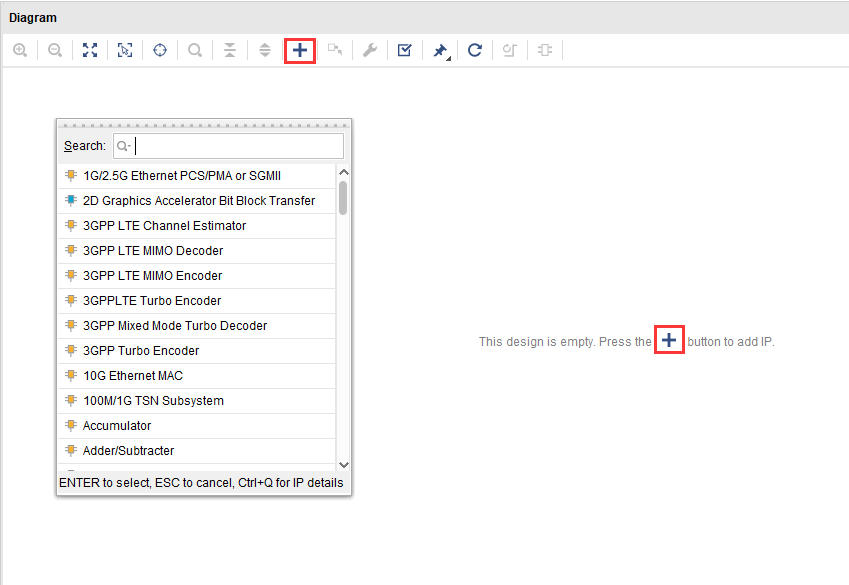 Diagram
Search:
1G/2.5G Ethernet PCS/PMA or SGMII
2D Graphics Accelerator Bit Block Transfer
3GPP LTE Channel Estimator
3GPP LTE MIMO Decoder
3GPP LTE MIMO Encoder
3GPPLTE Turbo Encoder
3GPP Mixed Mode Turbo Decoder
3GPP Turbo Encoder
10G Ethernet MAC
100M/1G TSN Subsystem
Accumulator
Adder/Subtracter
ENTER to select, ESC to cancel, Ctrl+Q for IP details
This design is empty. Press the + button to add IP.